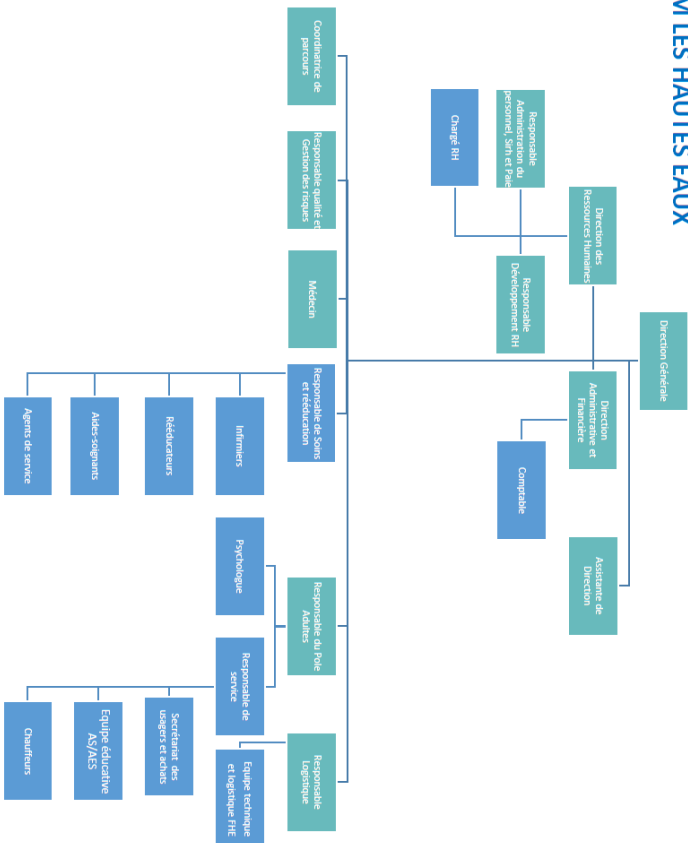 M LES HAUTES EAUX
Direction Générale
Direction des
Ressources Humaines
Direction
Administrative et
Financière
Assistante de
Direction
Responsable
Administration du
personnel, Sirh et Paie
Responsable
Développement RH
Comptable
Chargé RH
Coordinatrice de
parcours
Responsable qualité et
Gestion des risques
Médecin
Responsable de Soins
et rééducation
Responsable du Pole
Adultes
Responsable
Logistique
Infirmiers
Psychologue
Responsable de
service
Equipe technique
et logistique FHE
Rééducateurs
Secrétariat des
usagers et achats
Aides-soignants
Equipe éducative
AS/AES
Agents de service
Chauffeurs